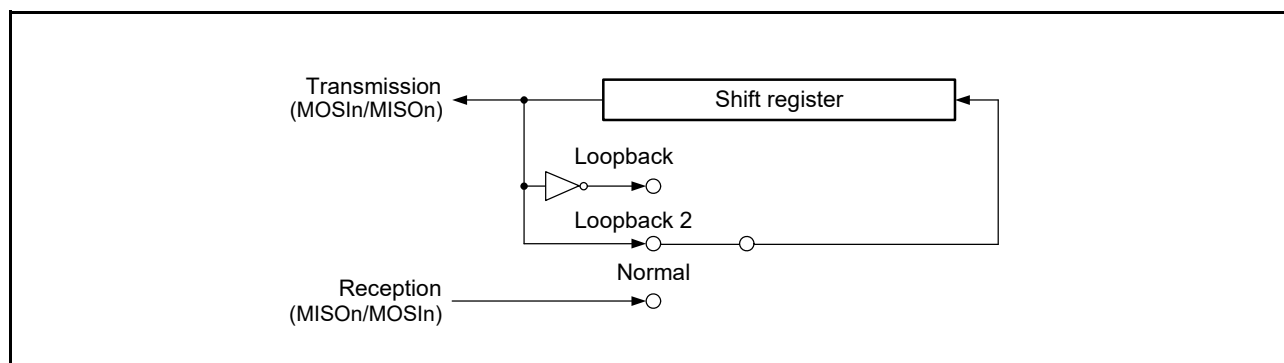 Transmission
(MOSIn/MISOn)
Shift register
Loopback
Loopback 2
Normal
Reception
(MISOn/MOSIn)